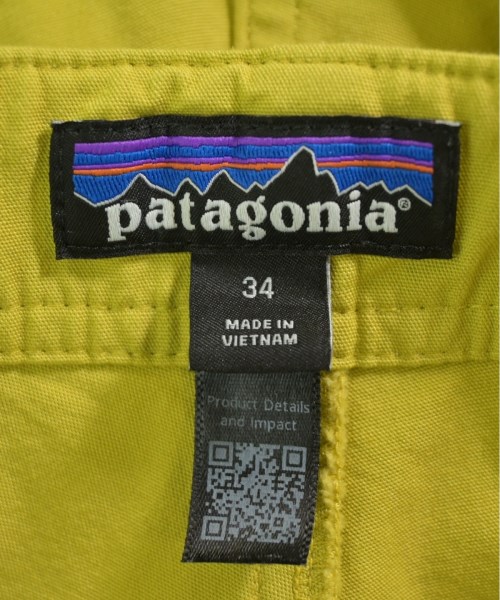 patagonia®
34
MADE IN
VIETNAM
Product Details
and Impact